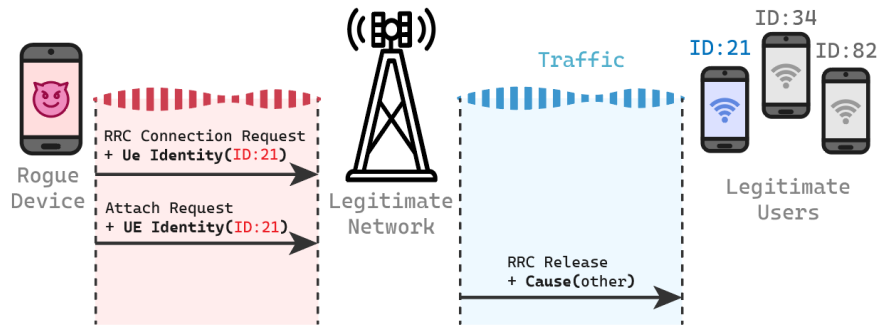 ID:34
ID:21
ID:82
Traffic
RRC Connection Request
+ Ue Identity(ID:21)
Rogue
Device
Attach Request
+ UE Identity(ID:21)
Legitimate
Network
Legitimate
Users
RRC Release
+ Cause(other)